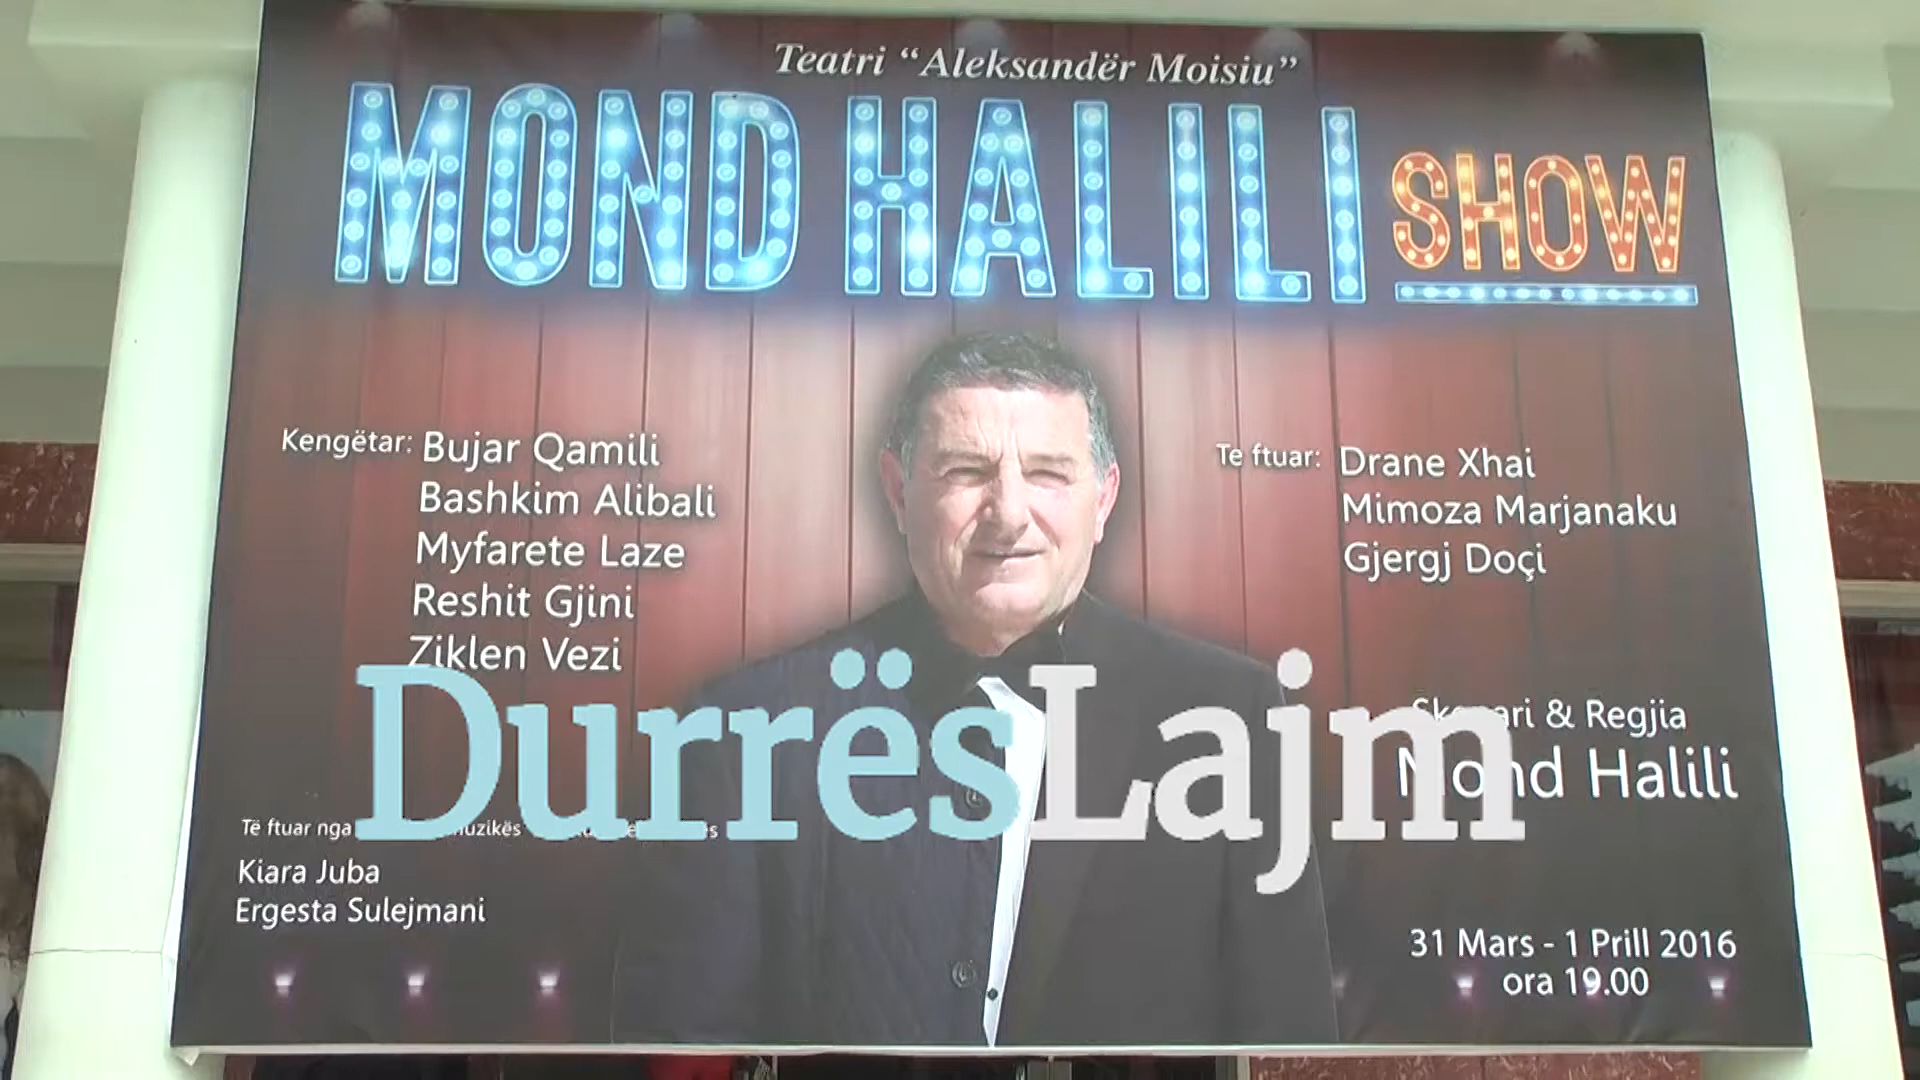 Teatri “Aleksandër Moisiu”
MOND HALILI SHOW
Kengëtar: Bujar Qamili
Bashkim Alibali
Myfarete Laze
Reshit Gjini
Ziklen Vezi
Te ftuar: Drane Xhai
Mimoza Marjanaku
Gjergj Doçi
& Regjia
Mond Halili
DurrësLajm
Të ftuar nga
Kiara Juba
Ergesta Sulejmani
31 Mars - 1 Prill 2016
ora 19.00